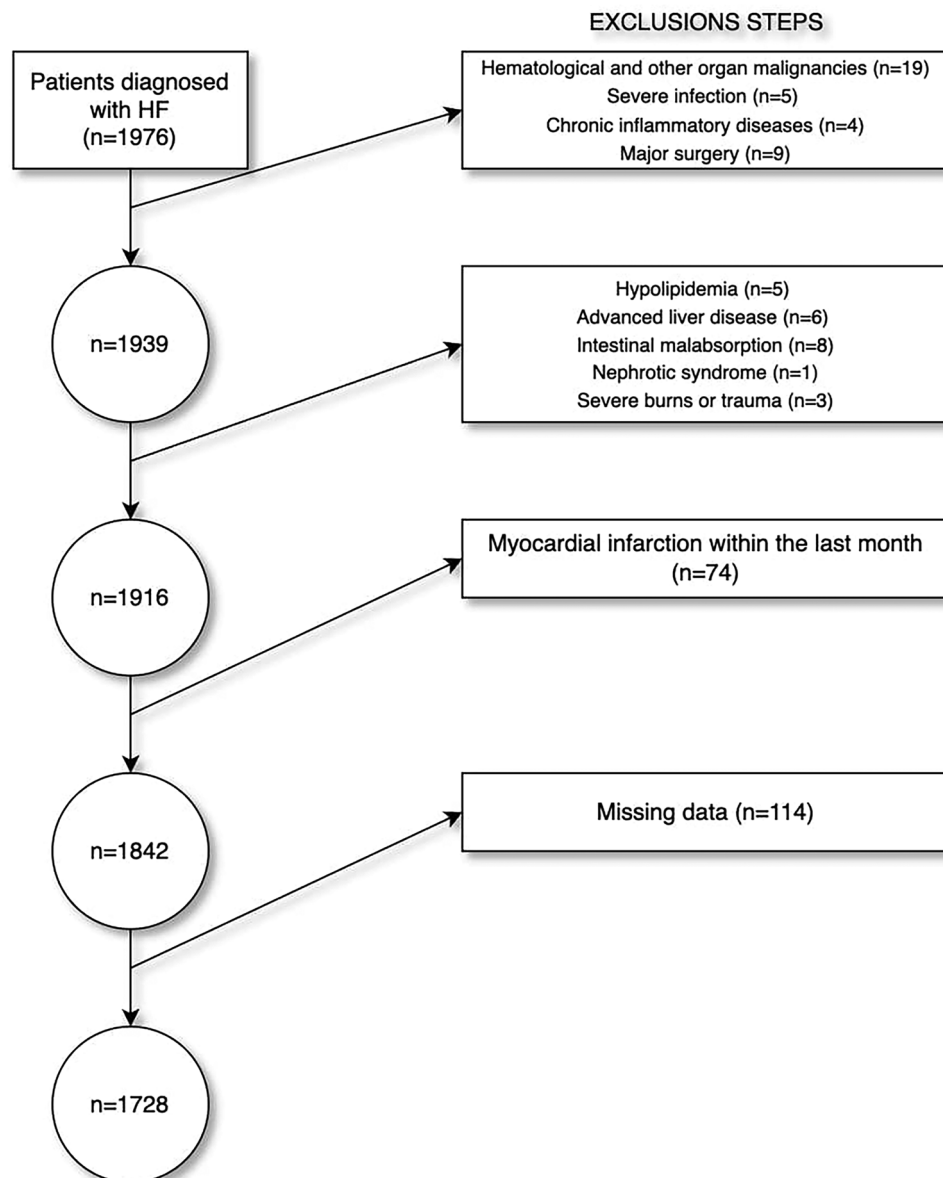 EXCLUSIONS STEPS
Patients diagnosed
with HF
(n=1976)
Hematological and other organ malignancies (n=19)
Severe infection (n=5)
Chronic inflammatory diseases (n=4)
Major surgery (n=9)
n=1939
Hypolipidemia (n=5)
Advanced liver disease (n=6)
Intestinal malabsorption (n=8)
Nephrotic syndrome (n=1)
Severe burns or trauma (n=3)
n=1916
Myocardial infarction within the last month
(n=74)
n=1842
Missing data (n=114)
n=1728